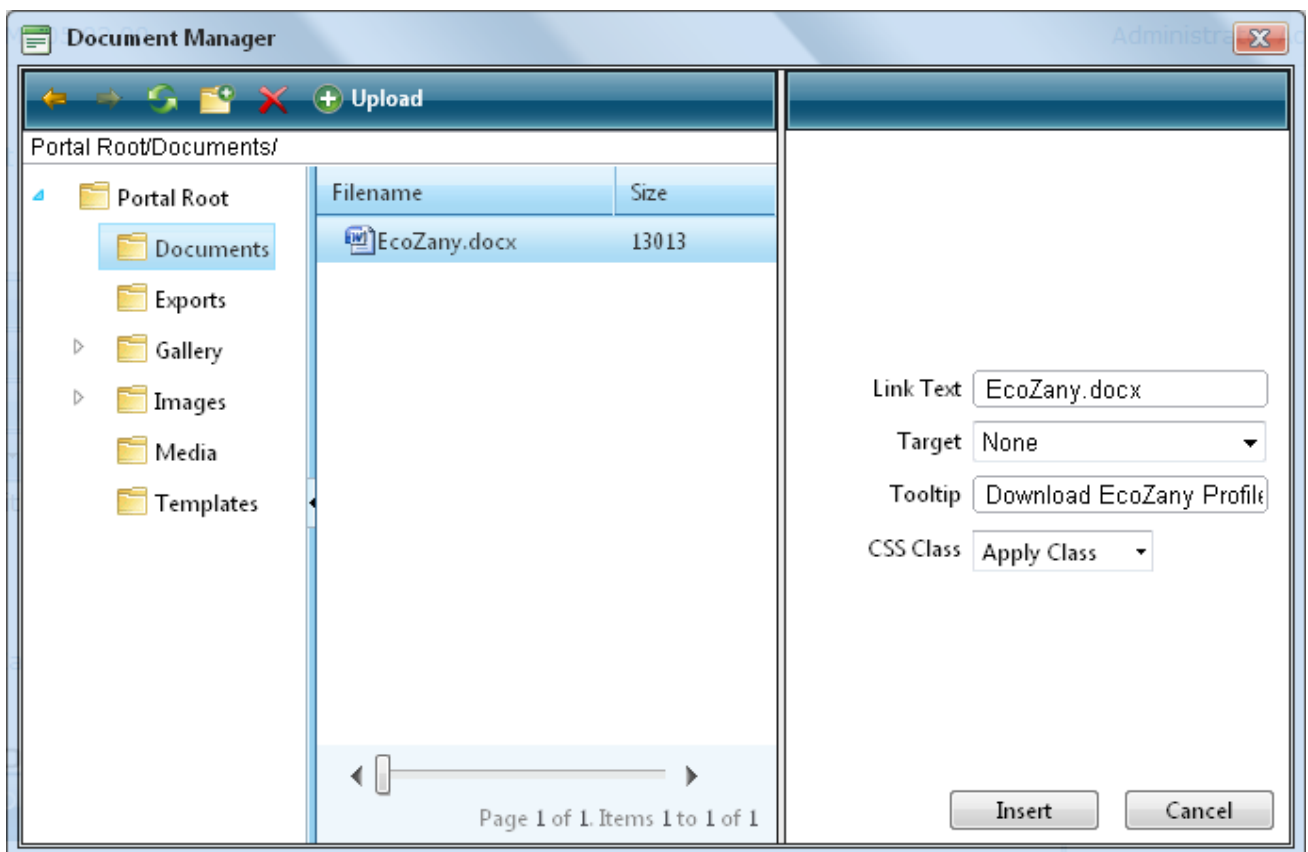 Document Manager
Upload
Portal Root/Documents/
Portal Root
Documents
Exports
Gallery
Images
Media
Templates
Filename Size
EcoZany.docx 13013
Page 1 of 1. Items 1 to 1 of 1
Link Text EcoZany.docx
Target None
Tooltip Download EcoZany Profile
CSS Class Apply Class
Insert Cancel